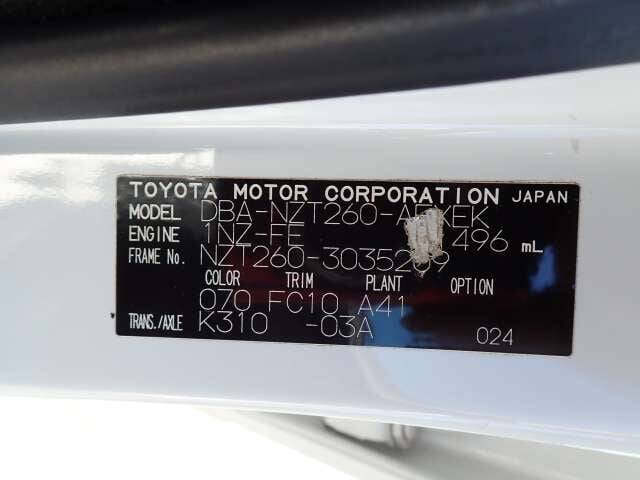 TOYOTA MOTOR CORPORATION JAPAN
MODEL DBA-NZT260-AEXEK
ENGINE 1NZ-FE 496 mL
FRAME No.
COLOR TRIM PLANT OPTION
070 FC10 A41
TRANS./AXLE K310 -03A 024